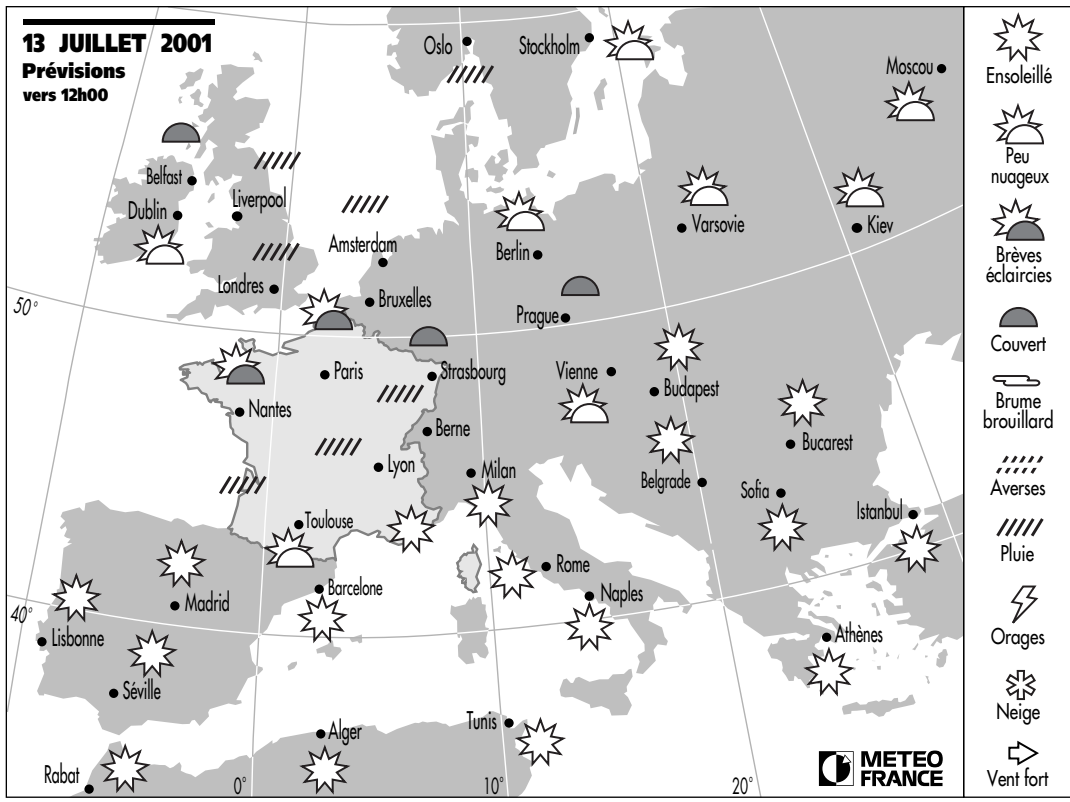 13 JUILLET 2001
Prévisions
vers 12h00
Oslo
Stockholm
Moscou
Belfast
Dublin
Liverpool
Amsterdam
Berlin
Varsovie
Kiev
Londres
Bruxelles
Prague
50°
Paris
Strasbourg
Vienne
Budapest
Nantes
Berne
Bucarest
Lyon
Milan
Belgrade
Sofia
Istanbul
Toulouse
Rome
Barcelone
Naples
Madrid
40°
Lisbonne
Athènes
Séville
Tunis
Alger
Rabat
0°
10°
20°
METEO
FRANCE
Ensoleillé
Peu
nuageux
Brèves
éclaircies
Couvert
Brume
brouillard
Averses
Pluie
Orages
Neige
Vent fort